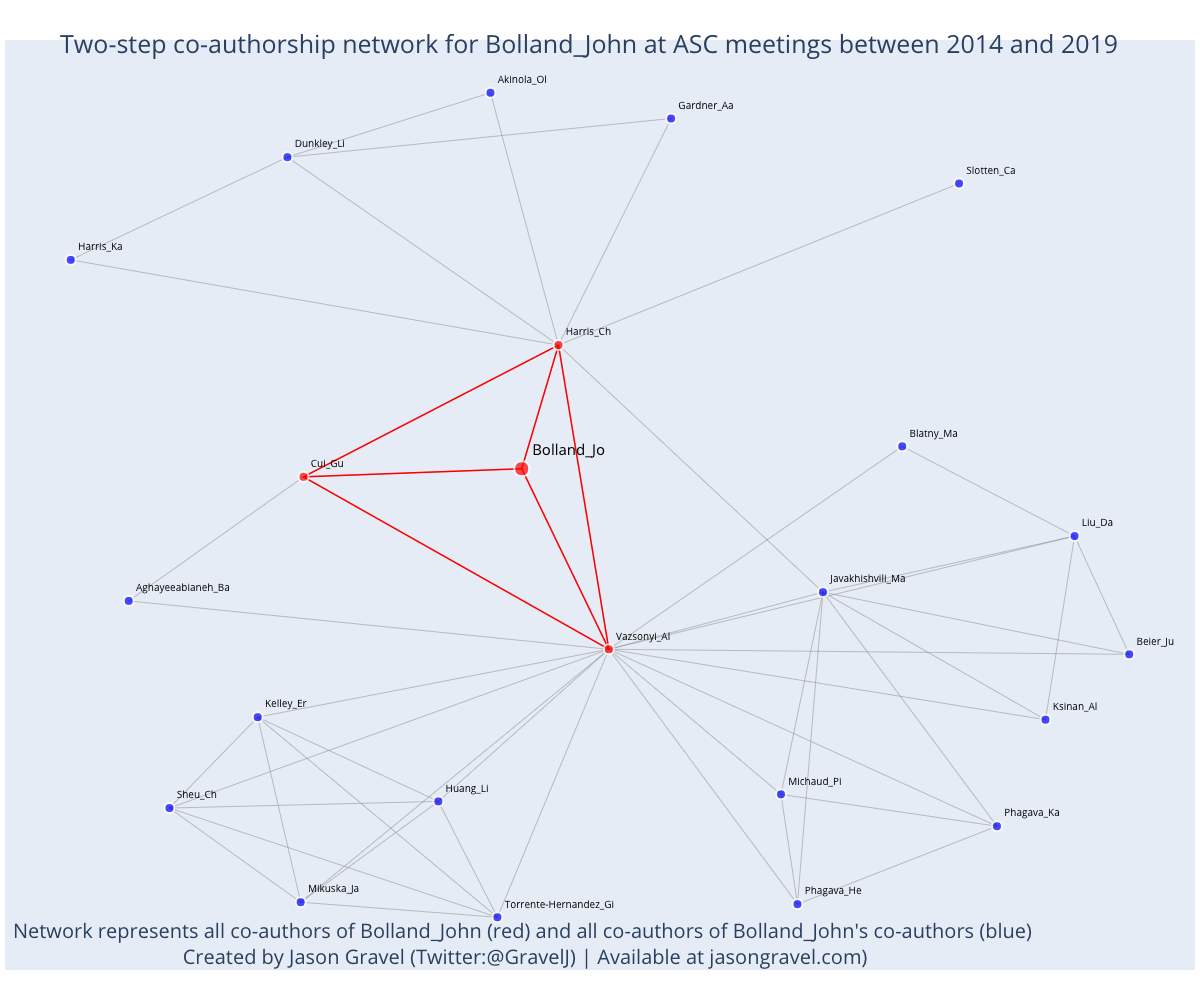 Two-step co-authorship network for Bolland_John at ASC meetings between 2014 and 2019
Akinola_Ol
Gardner_Aa
Dunkley_Li
Slotten_Ca
Harris_Ka
Harris_Ch
Blatny_Ma
Bolland_Jo
Cui_Gu
Liu_Da
Javakhishvili_Ma
Aghayeeabianeh_Ba
Vazsonyi_Al
Beier_Ju
Kelley_Er
Ksinan_Al
Michaud_Pi
Huang_Li
Sheu_Ch
Phagava_Ka
Mikuska_Ja
Phagava_He
Torrente-Hernandez_Gi
Network represents all co-authors of Bolland_John (red) and all co-authors of Bolland_John's co-authors (blue)
Created by Jason Gravel (Twitter:@GravelJ) | Available at jasongravel.com)